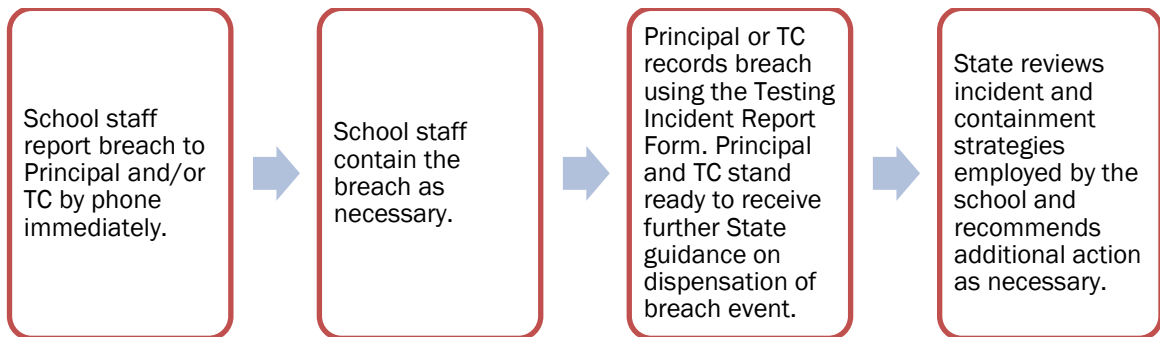 School staff
report breach to
Principal and/or
TC by phone
immediately.
School staff
contain the
breach as
necessary.
Principal or TC
records breach
using the Testing
Incident Report
Form. Principal
and TC stand
ready to receive
further State
guidance on
dispensation of
breach event.
State reviews
incident and
containment
strategies
employed by the
school and
recommends
additional action
as necessary.